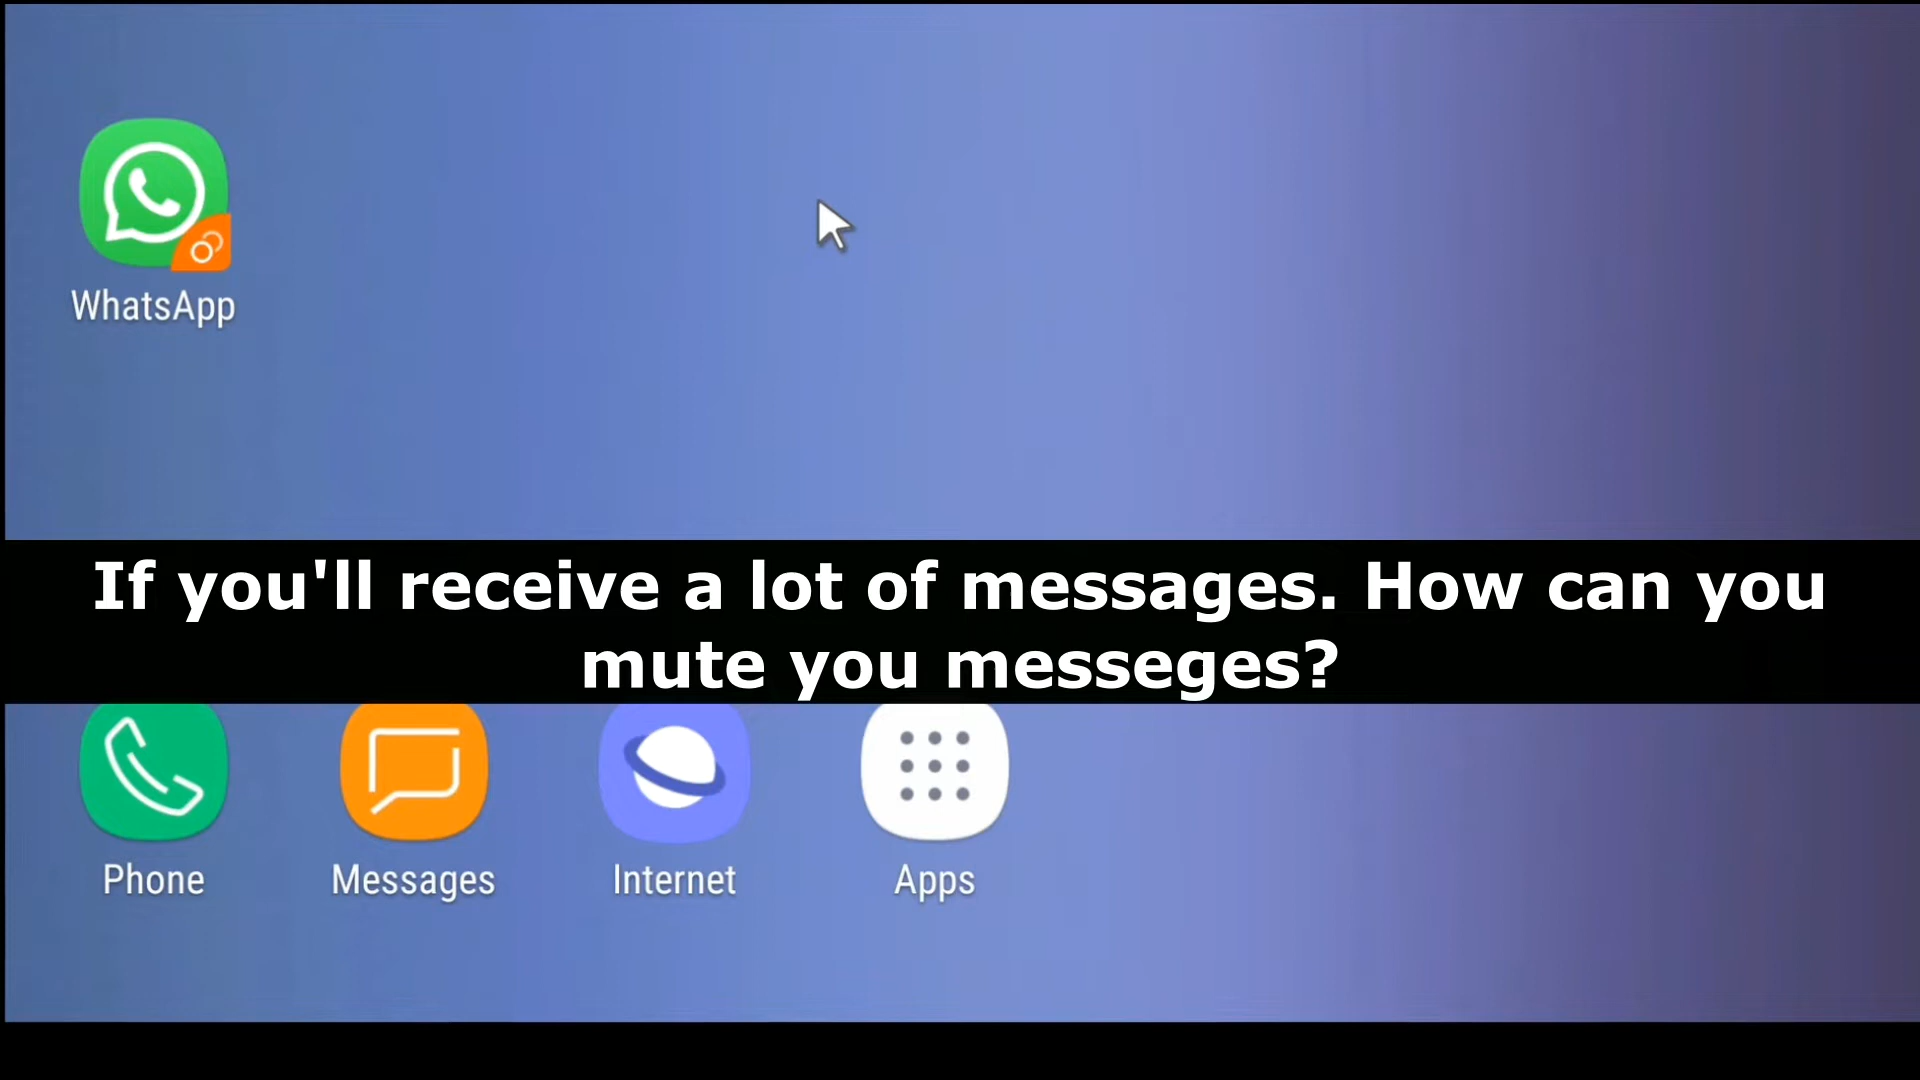 WhatsApp
If you'll receive a lot of messages. How can you
mute you messeges?
Phone
Messages
Internet
Apps